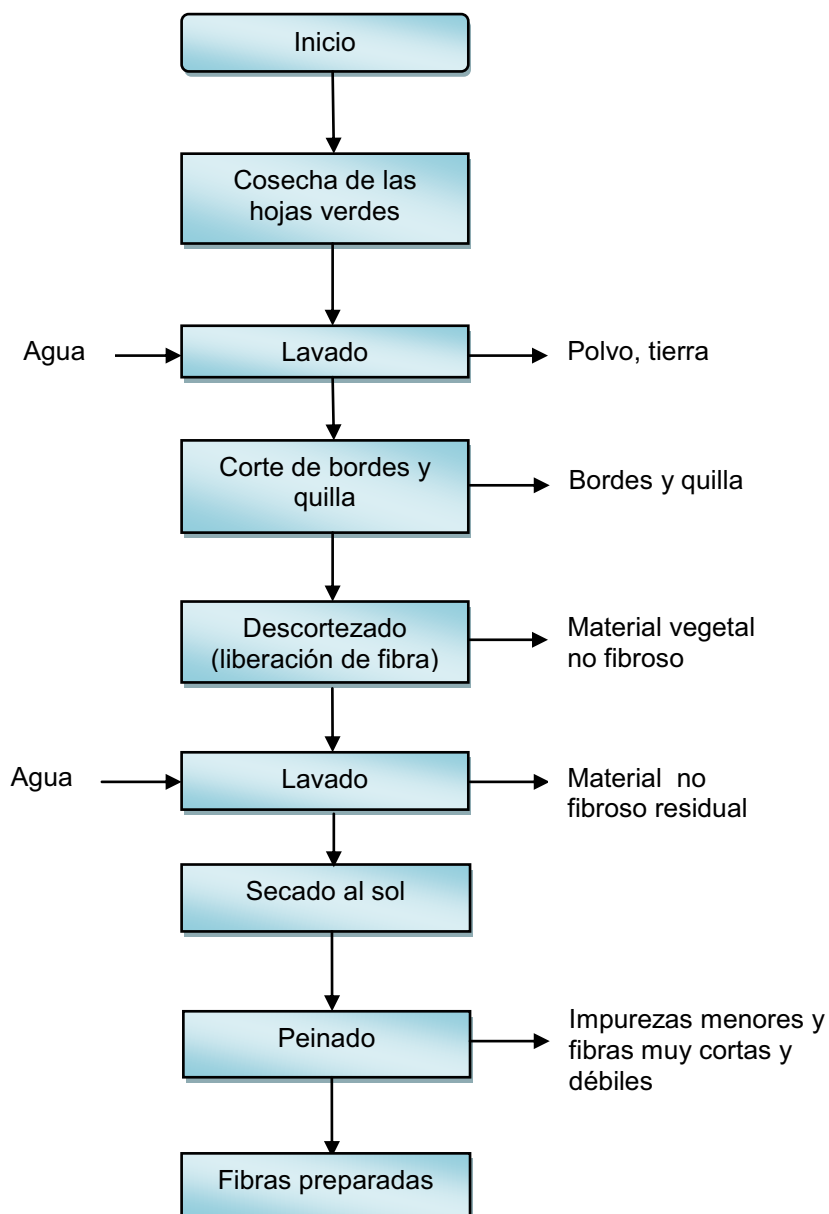 Inicio
Cosecha de las
hojas verdes
Agua
Lavado
Polvo, tierra
Corte de bordes y
quilla
Bordes y quilla
Descortezado
(liberación de fibra)
Material vegetal
no fibroso
Agua
Lavado
Material no
fibroso residual
Secado al sol
Peinado
Impurezas menores y
fibras muy cortas y
débiles
Fibras preparadas